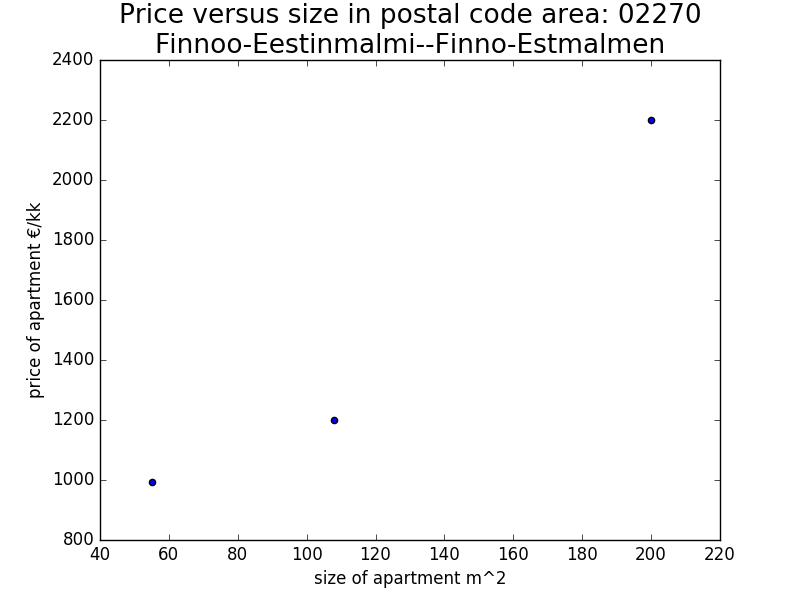 Price versus size in postal code area: 02270
Finnoo-Eestinmalmi--Finno-Estmalmen
2400
2200
2000
1800
1600
1400
1200
1000
800
price of apartment €/kk
40 60 80 100 120 140 160 180 200 220
size of apartment m^2